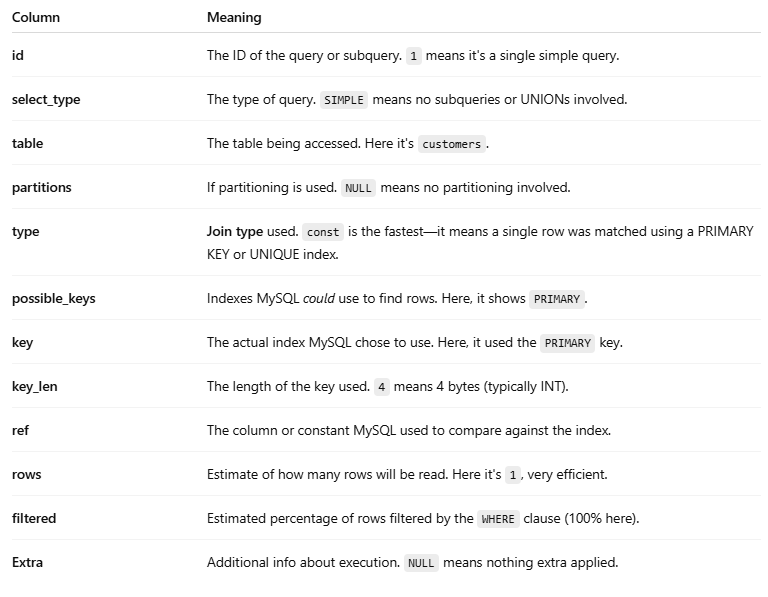 Column Meaning
id The ID of the query or subquery. 1 means it's a single simple query.
select_type The type of query. SIMPLE means no subqueries or UNIONs involved.
table The table being accessed. Here it's customers.
partitions If partitioning is used. NULL means no partitioning involved.
type Join type used. const is the fastest—it means a single row was matched using a PRIMARY
KEY or UNIQUE index.
possible_keys Indexes MySQL could use to find rows. Here, it shows PRIMARY.
key The actual index MySQL chose to use. Here, it used the PRIMARY key.
key_len The length of the key used. 4 means 4 bytes (typically INT).
ref The column or constant MySQL used to compare against the index.
rows Estimate of how many rows will be read. Here it's 1, very efficient.
filtered Estimated percentage of rows filtered by the WHERE clause (100% here).
Extra Additional info about execution. NULL means nothing extra applied.